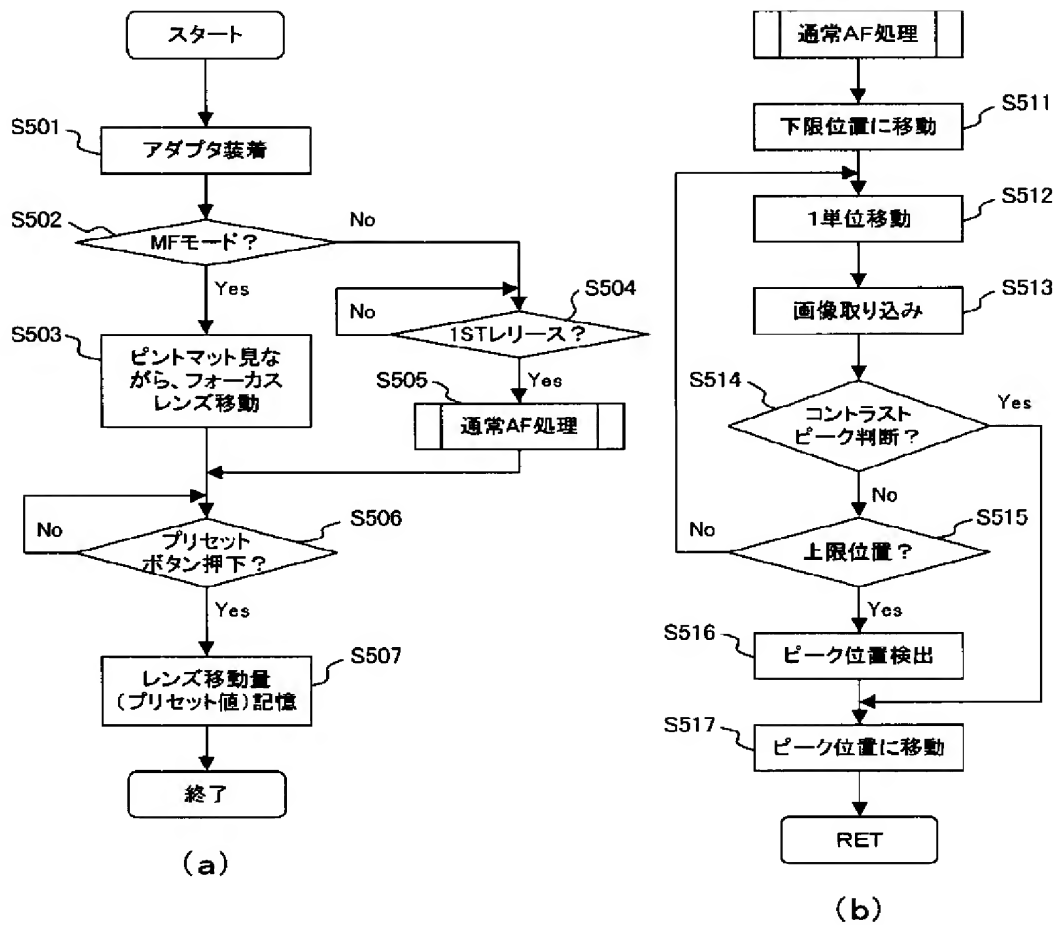 スタート
S501
アダプタ装着
S502
MFモード?
No
Yes
S503
ピントマット見な
がら、フォーカス
レンズ移動
S504
No
1STレリース?
Yes
S505
通常AF処理
S506
No
プリセット
ボタン押下?
Yes
S507
レンズ移動量
(プリセット値)記憶
終了
(a)
通常AF処理
S511
下限位置に移動
S512
1単位移動
S513
画像取り込み
S514
コントラスト
ピーク判断?
Yes
No
S515
No
上限位置?
Yes
S516
ピーク位置検出
S517
ピーク位置に移動
RET
(b)